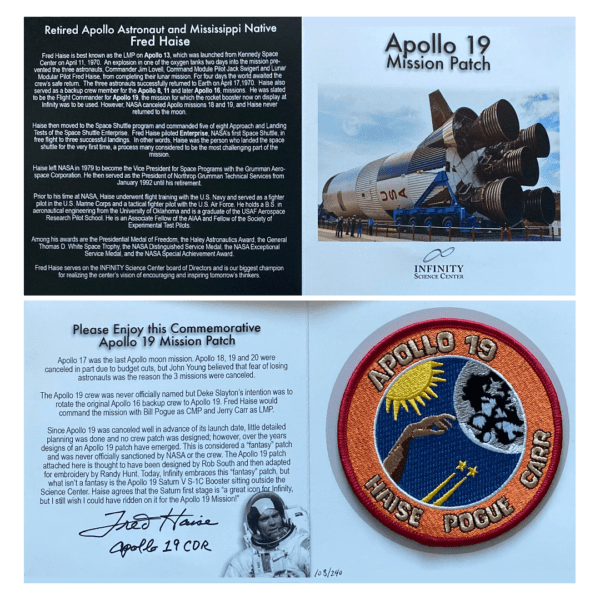 Retired Apollo Astronaut and Mississippi Native
Fred Haise
Fred Haise is best known as the LMP on Apollo 13, which was launched from Kennedy Space
Center on April 11, 1970. An explosion in one of the oxygen tanks two days into the mission pre-
vented the three astronauts, Commander Jim Lovell, Command Module Pilot Jack Swigert and Lunar
Modular Pilot Fred Haise, from completing their lunar mission. For four days the world awaited the
crew's safe return. The three astronauts successfully returned to Earth on April 17,1970. Haise also
served as a backup crew member for the Apollo 8, 11 and later Apollo 16, missions. He was slated
to be the Flight Commander for Apollo 19, the mission for which the rocket booster now on display at
Infinity was to be used. However, NASA canceled Apollo missions 18 and 19, and Haise never
returned to the moon.
Haise then moved to the Space Shuttle program and commanded five of eight Approach and Landing
Tests of the Space Shuttle Enterprise. Fred Haise piloted Enterprise, NASA's first Space Shuttle, in
free flight to three successful landings. In other words, Haise was the person who landed the space
shuttle for the very first time, a process many considered to be the most challenging part of the
mission.
Haise left NASA in 1979 to become the Vice President for Space Programs with the Grumman Aero-
space Corporation. He then served as the President of Northrop Grumman Technical Services from
January 1992 until his retirement.
Prior to his time at NASA, Haise underwent flight training with the U.S. Navy and served as a fighter
pilot in the U.S. Marine Corps and a tactical fighter pilot with the U.S. Air Force. He holds a B.S. in
aeronautical engineering from the University of Oklahoma and is a graduate of the USAF Aerospace
Research Pilot School. He is an Associate Fellow of the AIAA and Fellow of the Society of
Experimental Test Pilots.
Among his awards are the Presidential Medal of Freedom, the Haley Astronautics Award, the General
Thomas D. White Space Trophy, the NASA Distinguished Service Medal, the NASA Exceptional
Service Medal, and the NASA Special Achievement Award.
Fred Haise serves on the INFINITY Science Center board of Directors and is our biggest champion
for realizing the center's vision of encouraging and inspiring tomorrow's thinkers.
Apollo 19
Mission Patch
USA
INFINITY
SCIENCE CENTER
Please Enjoy this Commemorative
Apollo 19 Mission Patch
Apollo 17 was the last Apollo moon mission. Apollo 18, 19 and 20 were
canceled in part due to budget cuts, but John Young believed that fear of losing
astronauts was the reason the 3 missions were canceled.
The Apollo 19 crew was never officially named but Deke Slayton's intention was to
rotate the original Apollo 16 backup crew to Apollo 19. Fred Haise would
command the mission with Bill Pogue as CMP and Jerry Carr as LMP.
Since Apollo 19 was canceled well in advance of its launch date, little detailed
planning was done and no crew patch was designed; however, over the years
designs of an Apollo 19 patch have emerged. This is considered a "fantasy" patch
and was never officially sanctioned by NASA or the crew. The Apollo 19 patch
attached here is thought to have been designed by Rob South and then adapted
for embroidery by Randy Hunt. Today, Infinity embraces this "fantasy" patch, but
what isn't a fantasy is the Apollo 19 Saturn V S-1C Booster sitting outside the
Science Center. Haise agrees that the Saturn first stage is "a great icon for Infinity,
but I still wish I could have ridden on it for the Apollo 19 Mission!"
Fred Haise
Apollo 19 CDR
103/240
APOLLO 19
HAISE POGUE CARR